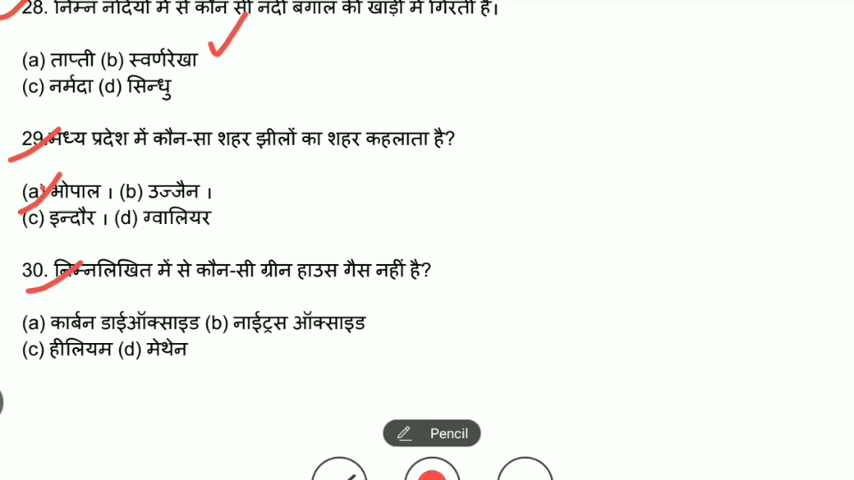 28. निम्न नदियों में से कौन सी नदी बंगाल की खाड़ी में गिरती है।
(a) ताप्ती (b) स्वर्णरेखा
(c) नर्मदा (d) सिन्धु
29.मध्य प्रदेश में कौन-सा शहर झीलों का शहर कहलाता है?
(a) भोपाल । (b) उज्जैन ।
(c) इन्दौर । (d) ग्वालियर
30. निम्नलिखित में से कौन-सी ग्रीन हाउस गैस नहीं है?
(a) कार्बन डाईऑक्साइड (b) नाईट्रस ऑक्साइड
(c) हीलियम (d) मेथेन
Pencil